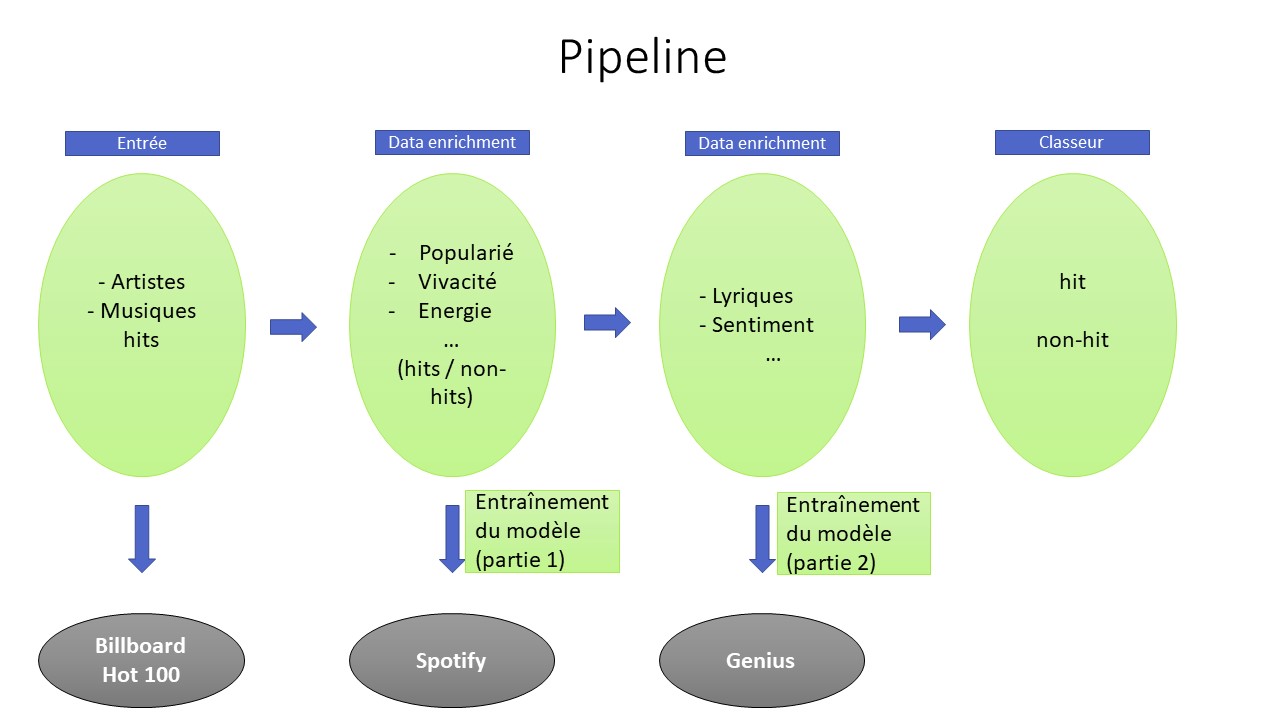 Pipeline
Entrée
Data enrichment
Data enrichment
Classeur
- Artistes
- Musiques
hits
- Popularié
- Vivacité
- Energie
...
(hits / non-
hits)
- Lyriques
- Sentiment
...
hit
non-hit
Entraînement
du modèle
(partie 1)
Entraînement
du modèle
(partie 2)
Billboard
Hot 100
Spotify
Genius